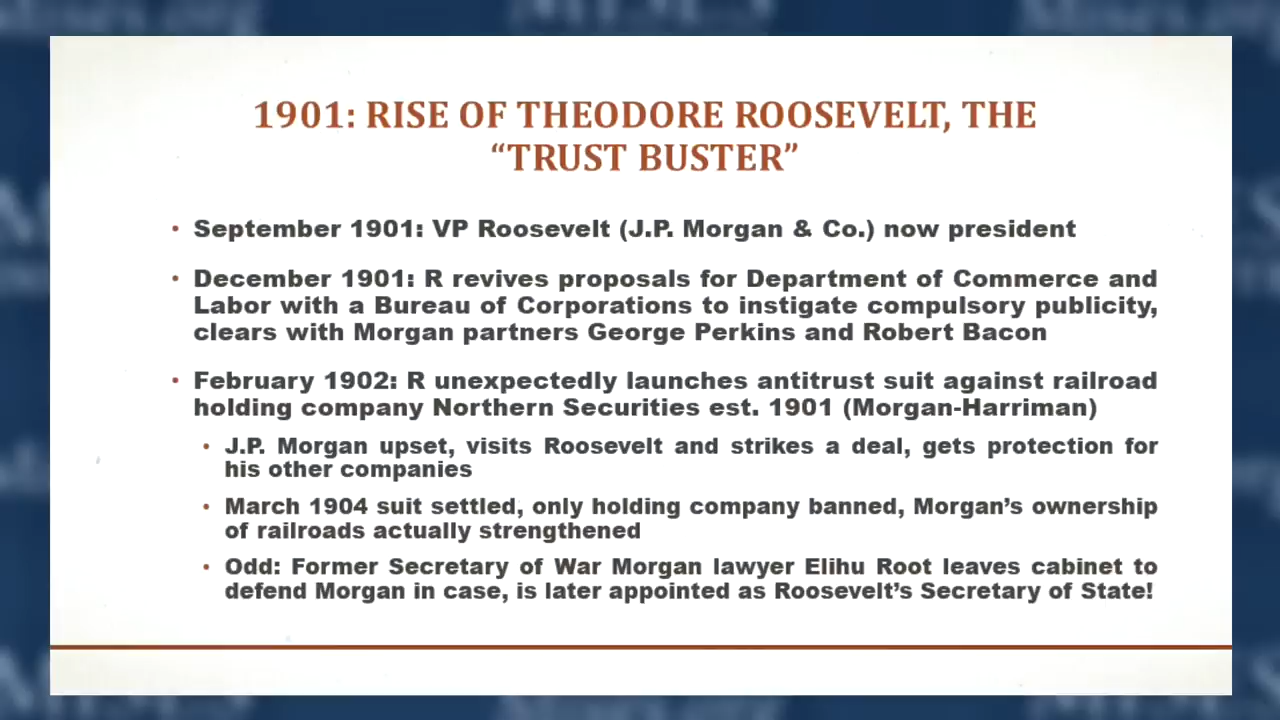 1901: RISE OF THEODORE ROOSEVELT, THE
“TRUST BUSTER”
• September 1901: VP Roosevelt (J.P. Morgan & Co.) now president
• December 1901: R revives proposals for Department of Commerce and
Labor with a Bureau of Corporations to instigate compulsory publicity,
clears with Morgan partners George Perkins and Robert Bacon
• February 1902: R unexpectedly launches antitrust suit against railroad
holding company Northern Securities est. 1901 (Morgan-Harriman)
• J.P. Morgan upset, visits Roosevelt and strikes a deal, gets protection for
his other companies
• March 1904 suit settled, only holding company banned, Morgan’s ownership
of railroads actually strengthened
• Odd: Former Secretary of War Morgan lawyer Elihu Root leaves cabinet to
defend Morgan in case, is later appointed as Roosevelt’s Secretary of State!